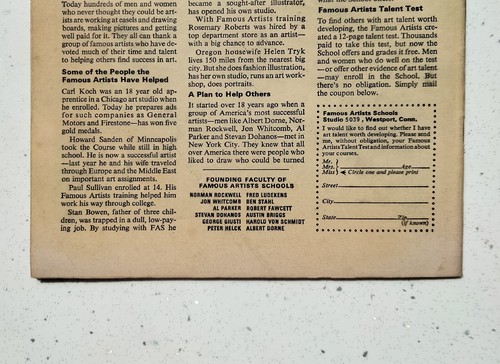 Today hundreds of men and women
who never thought they could be art-
ists are working at easels and drawing
boards, making pictures and getting
well paid for it. They all can thank a
group of famous artists who have de-
voted much of their time and talent
to helping others find success in art.
Some of the People the
Famous Artists Have Helped
Carl Koch was an 18 year old ap-
prentice in a Chicago art studio when
he enrolled. Today he prepares ads
for such companies as General
Motors and Firestone—has won five
gold medals.
Howard Sanden of Minneapolis
took the Course while still in high
school. He is now a successful artist
—last year he and his wife traveled
through Europe and the Middle East
on important art assignments.
Paul Sullivan enrolled at 14. His
Famous Artists training helped him
work his way through college.
Stan Bowen, father of three chil-
dren, was trapped in a dull, low-pay-
ing job. By studying with FAS he
became a sought-after illustrator,
has opened his own studio.
With Famous Artists training
Rosemary Roberts was hired by a
top department store as an artist—
with a big chance to advance.
Oregon housewife Helen Tryk
lives 150 miles from the nearest big
city. But she does fashion illustration,
has her own studio, runs an art work-
shop, does portraits.
A Plan to Help Others
It started over 18 years ago when a
group of America's most successful
artists—men like Albert Dorne, Nor-
man Rockwell, Jon Whitcomb, Al
Parker and Stevan Dohanos—met in
New York City. They knew that all
over America there were people who
liked to draw who could be turned
FOUNDING FACULTY OF
FAMOUS ARTISTS SCHOOLS
NORMAN ROCKWELL FRED LUDEKENS
JON WHITCOMB BEN STAHL
AL PARKER ROBERT FAWCETT
STEVAN DOHANOS AUSTIN BRIGGS
GEORGE GIUSTI HAROLD VON SCHMIDT
PETER HELCK ALBERT DORNE
Famous Artists Talent Test
To find others with art talent worth
developing, the Famous Artists cre-
ated a 12-page talent test. Thousands
paid to take this test, but now the
School offers and grades it free. Men
and women who do well on the test
—or offer other evidence of art talent
—may enroll in the School. But
there's no obligation. Simply mail
the coupon below.
Famous Artists Schools
Studio 5039, Westport, Conn.
I would like to find out whether I have
art talent worth developing. Please send
me, without obligation, your Famous
Artists Talent Test and information about
your courses.
Mr.
Mrs. Age
Miss Circle one and please print
Street
City
State Zip
(if known)